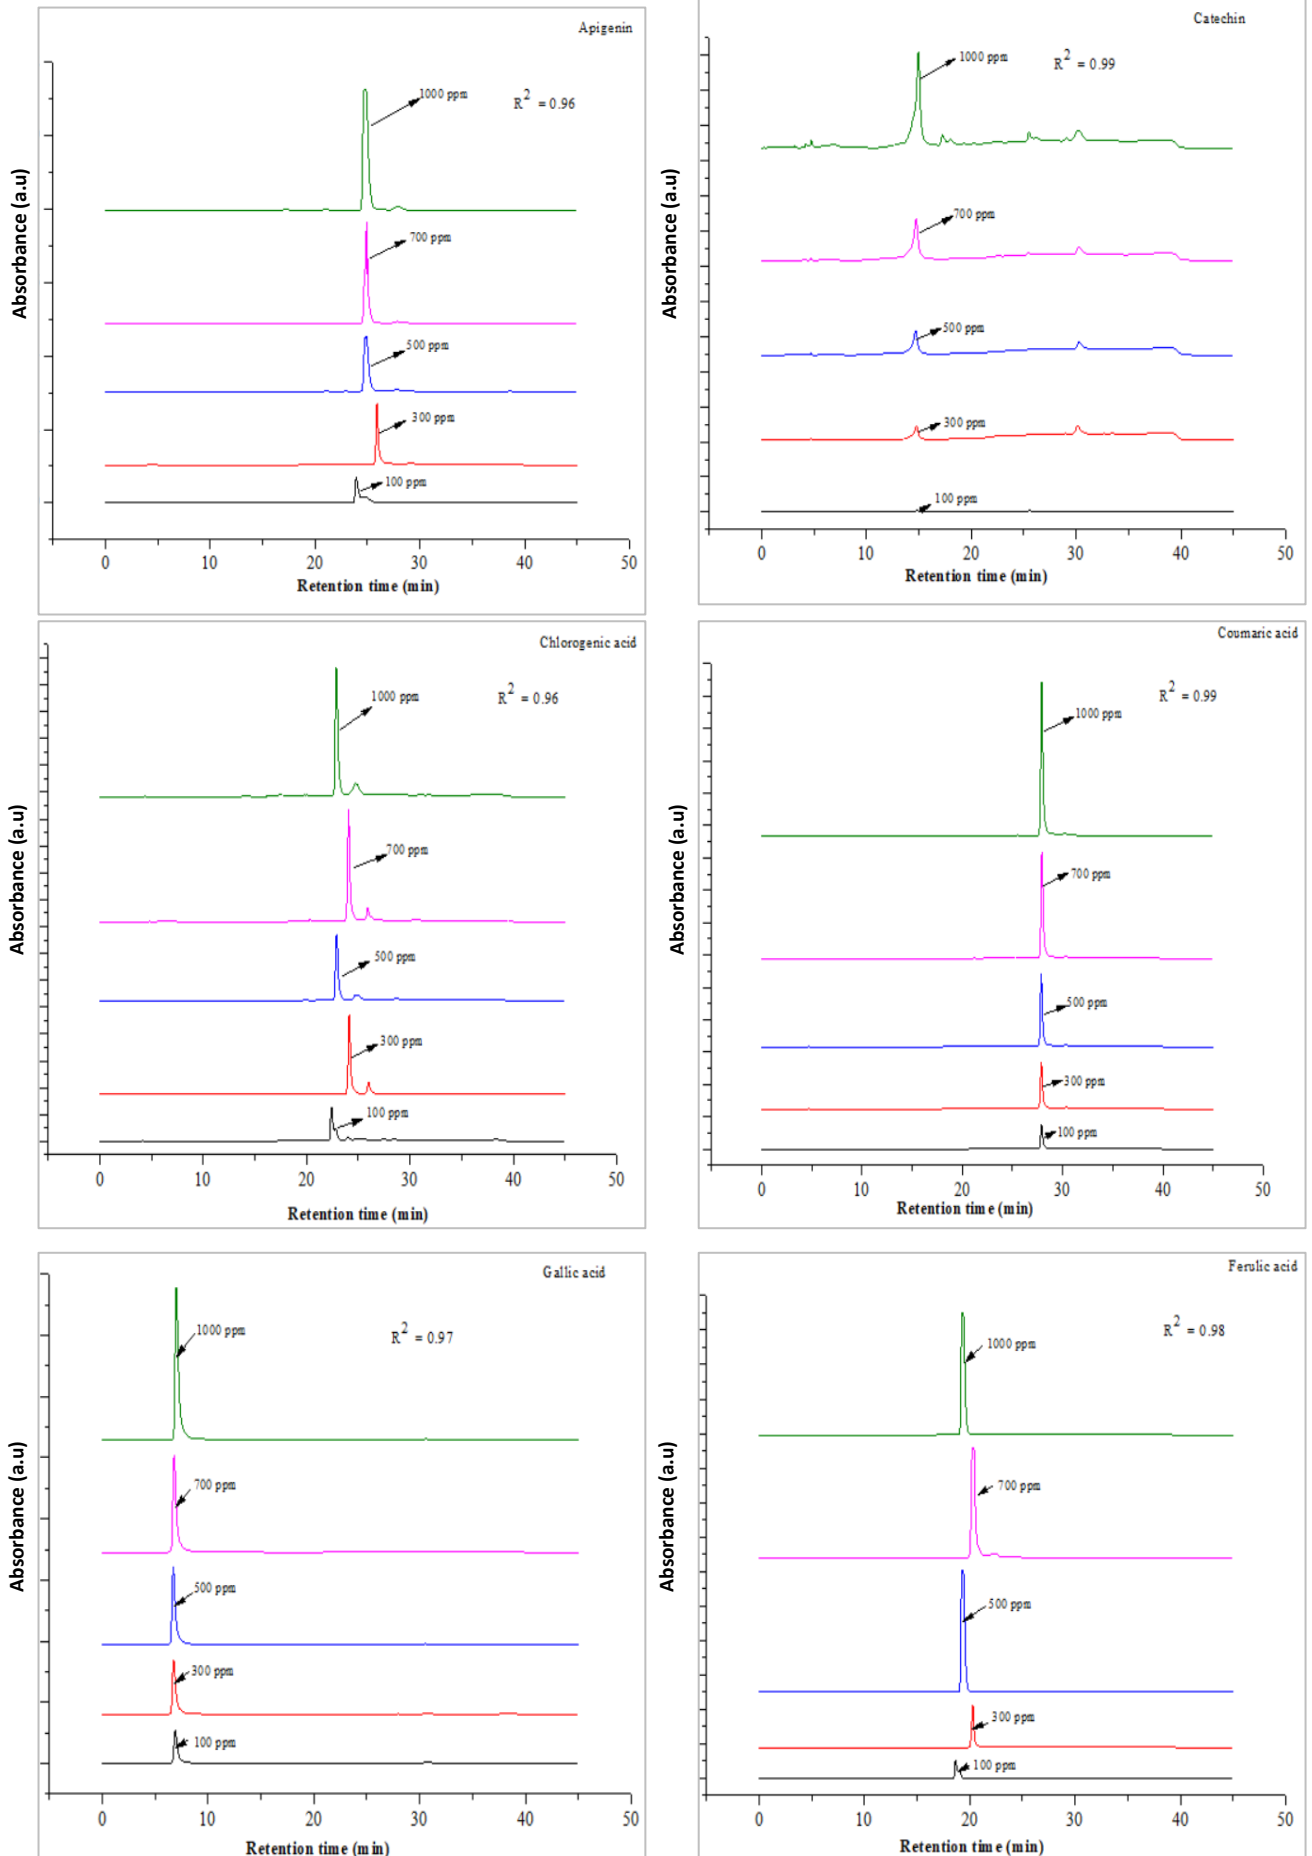 Apigenin
1000 ppm
R2 = 0.96
700 ppm
500 ppm
300 ppm
100 ppm
Absorbance (a.u)
0 10 20 30 40 50
Retention time (min)
Catechin
1000 ppm
R2 = 0.99
700 ppm
500 ppm
300 ppm
100 ppm
Absorbance (a.u)
0 10 20 30 40 50
Retention time (min)
Chlorogenic acid
1000 ppm
R2 = 0.96
700 ppm
500 ppm
300 ppm
100 ppm
Absorbance (a.u)
0 10 20 30 40 50
Retention time (min)
Coumaric acid
R2 = 0.99
1000 ppm
700 ppm
500 ppm
300 ppm
100 ppm
Absorbance (a.u)
0 10 20 30 40 50
Retention time (min)
Gallic acid
1000 ppm
R2 = 0.97
700 ppm
500 ppm
300 ppm
100 ppm
Absorbance (a.u)
0 10 20 30 40 50
Retention time (min)
Ferulic acid
R2 = 0.98
1000 ppm
700 ppm
500 ppm
300 ppm
100 ppm
Absorbance (a.u)
0 10 20 30 40 50
Retention time (min)